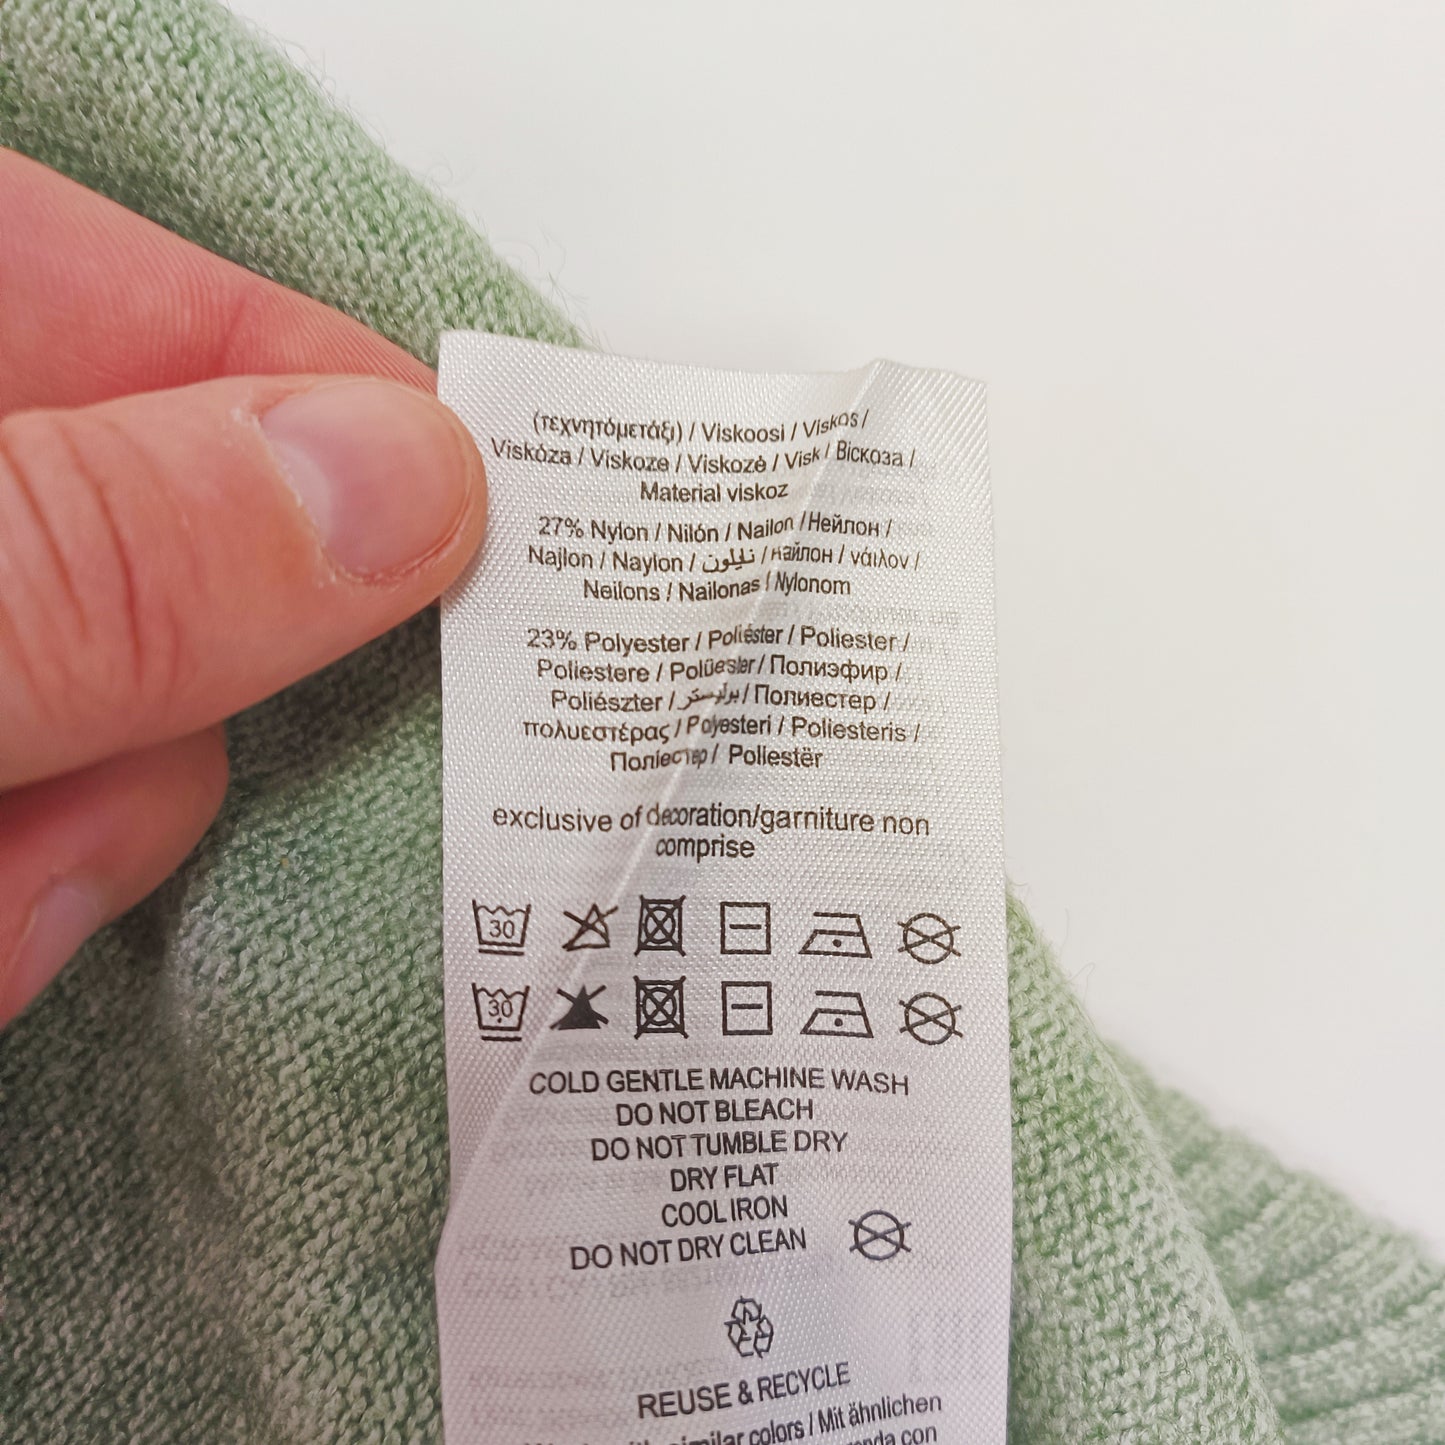 (τεχνητόμετάξι) / Viskoosi / Viskos /
Viskóza / Viskoze / Viskozė / Visk / Віскоза /
Material viskoz
27% Nylon / Nilón / Nailon / Нейлон /
Najlon / Naylon / نايلون / найлон / νάιλον /
Neilons / Nailonas / Nylonom
23% Polyester / Poliéster / Poliester /
Poliestere / Polüester / Полиэфир /
Poliészter / بوليستر / Полиестер /
πολυεστέρας / Polyesteri / Poliesteris /
Поліестер / Poliestër
exclusive of decoration/garniture non
comprise
30
30
COLD GENTLE MACHINE WASH
DO NOT BLEACH
DO NOT TUMBLE DRY
DRY FLAT
COOL IRON
DO NOT DRY CLEAN
REUSE & RECYCLE
similar colors / Mit ähnlichen
con